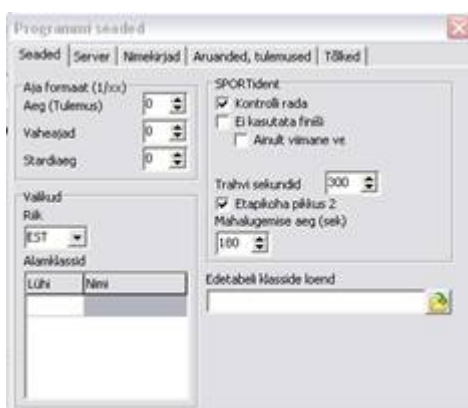 Programmi seaded
Seaded
Server
Nimekirjad
Aruanded, tulemused
Tõlked
Aja formaat (1/xx)
Aeg (Tulemus)
0
Vaheajad
0
Stardiaeg
0
Valikud
Riik
EST
Alamklassid
Lühi
Nimi
SPORTident
Kontrolli rada
Ei kasutata finiši
Ainult viimane ve
Trahvi sekundid
300
Etapikoha pikkus 2
Mahalugemise aeg (sek)
180
Edetabeli klasside loend